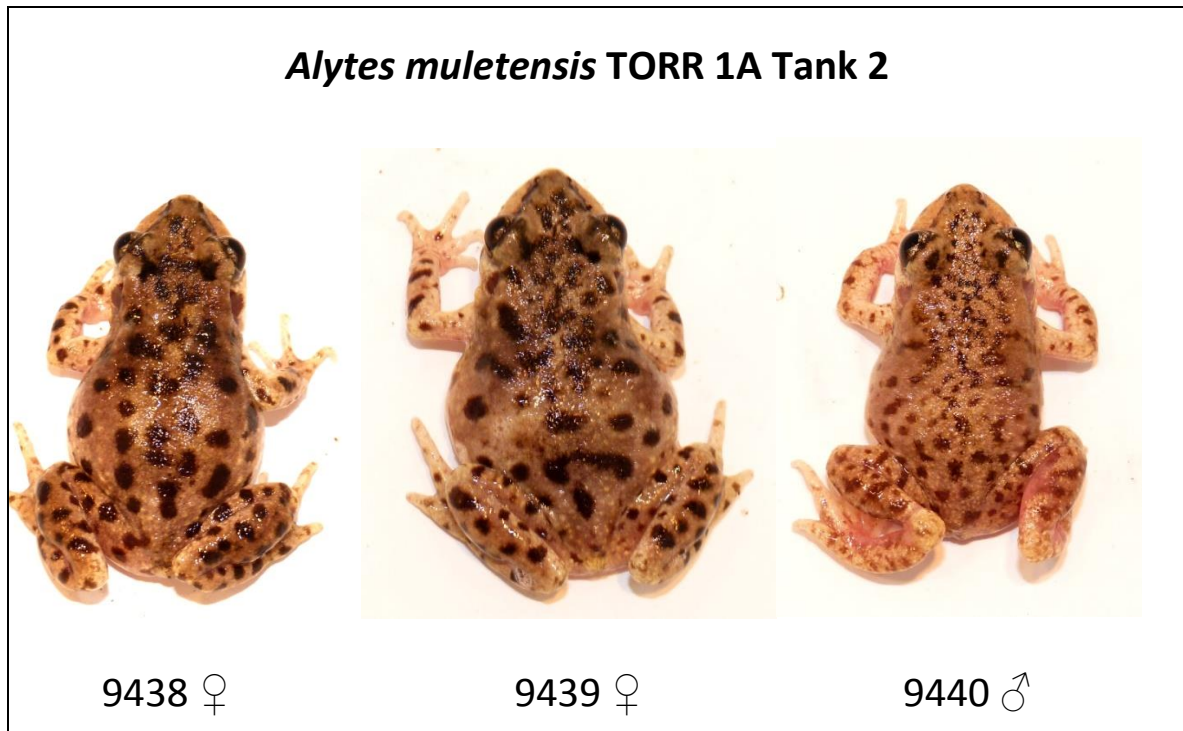 Alytes muletensis TORR 1A Tank 2
9438 ♀
9439 ♀
9440 ♂